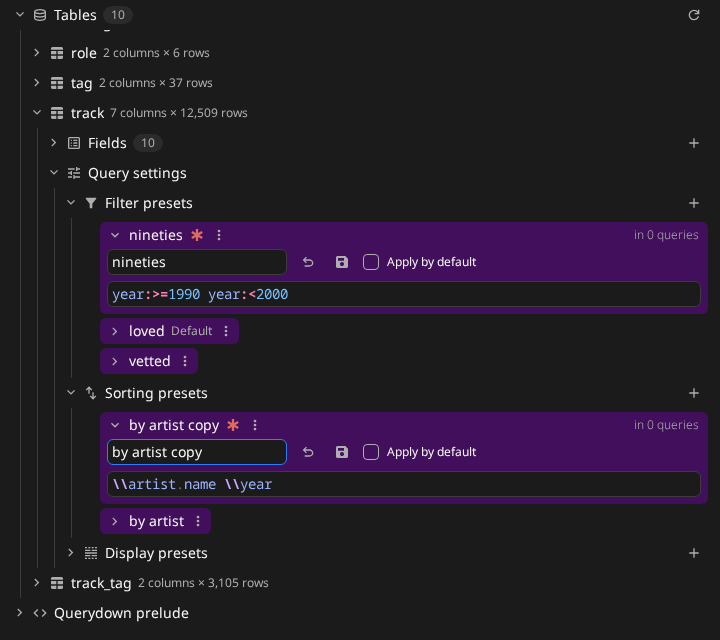 Tables 10
role 2 columns × 6 rows
tag 2 columns × 37 rows
track 7 columns × 12,509 rows
Fields 10
Query settings
Filter presets
nineties * in 0 queries
nineties Apply by default
year:>=1990 year:<2000
loved Default
vetted
Sorting presets
by artist copy * in 0 queries
by artist copy Apply by default
\\artist.name \\year
by artist
Display presets
track_tag 2 columns × 3,105 rows
Querydown prelude